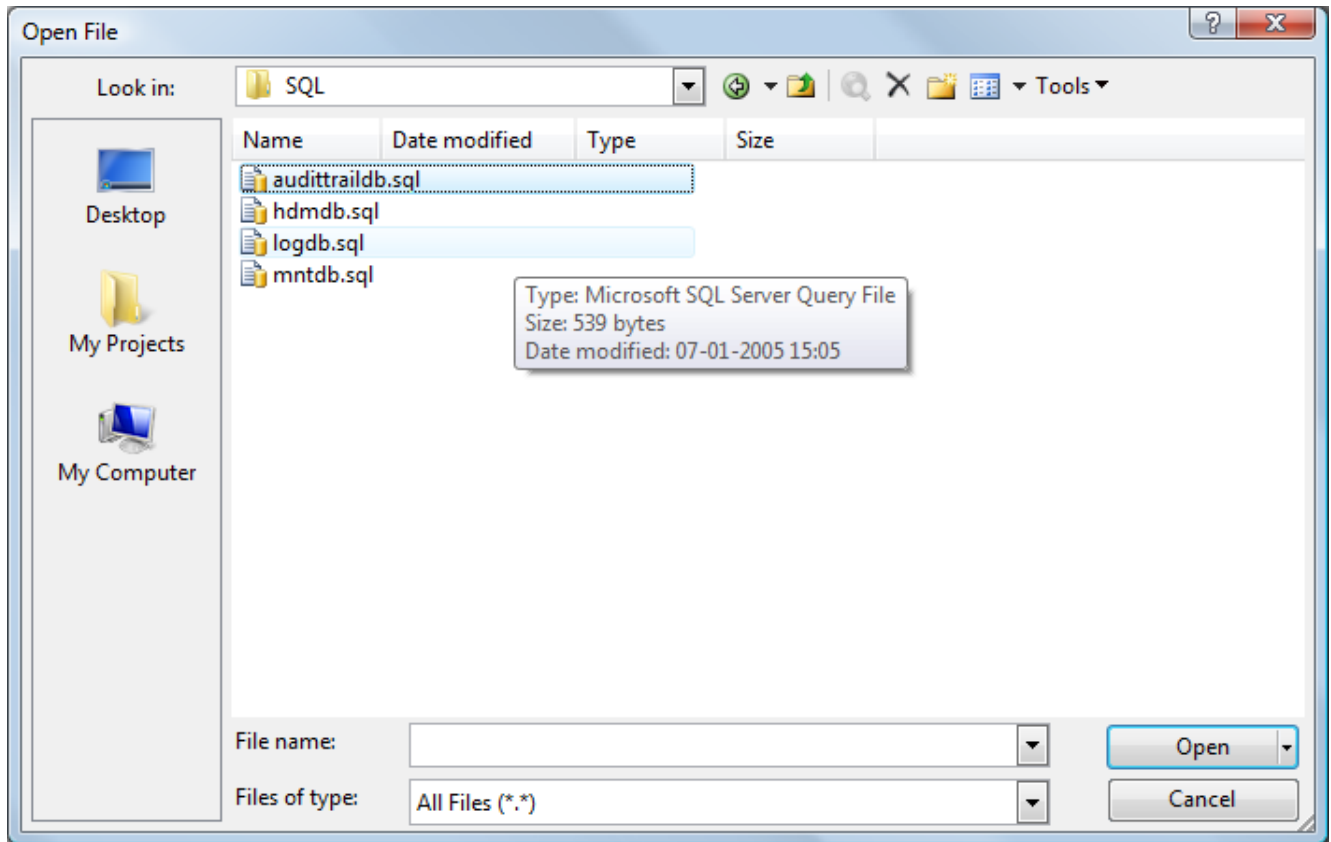 Open File
Look in:
SQL
Tools
Desktop
My Projects
My Computer
Name Date modified Type Size
audittraildb.sql
hdmdb.sql
logdb.sql
mntdb.sql
Type: Microsoft SQL Server Query File
Size: 539 bytes
Date modified: 07-01-2005 15:05
File name:
Open
Files of type:
All Files (*.*)
Cancel